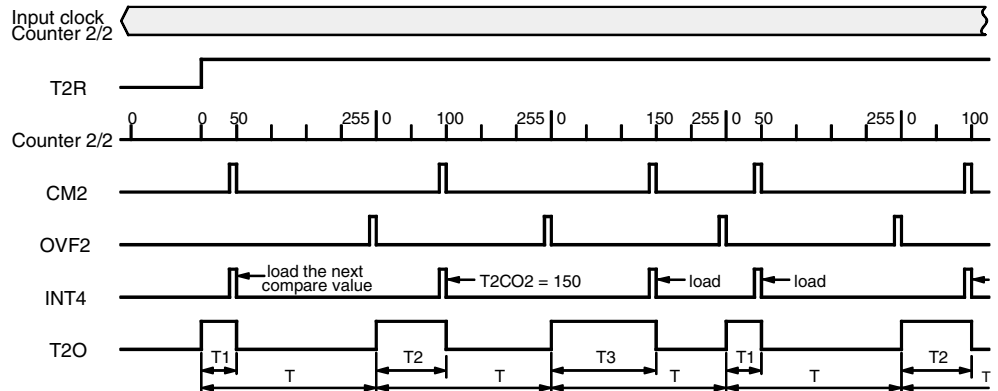 Input clock
Counter 2/2
T2R
0 0 50 255 0 100 255 0 150 255 0 50 255 0 100
Counter 2/2
CM2
OVF2
INT4
load the next
compare value
T2CO2 = 150
load
load
T2O
T1 T2 T3 T1 T2
T T T T T